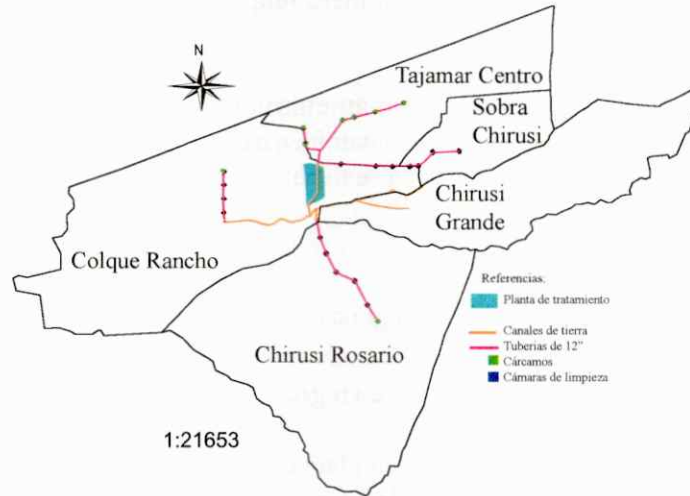 N
Tajamar Centro
Sobra
Chirusi
Chirusi
Grande
Colque Rancho
Referencias:
Planta de tratamiento
Canales de tierra
Tuberias de 12"
Cárcamos
Cámaras de limpieza
Chirusi Rosario
1:21653